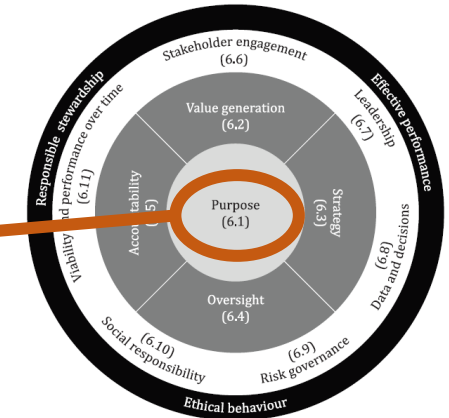 Responsible stewardship
Effective performance
Ethical behaviour
Stakeholder engagement
(6.6)
Leadership
(6.7)
Data and decisions
(6.8)
Risk governance
(6.9)
Social responsibility
(6.10)
Viability and performance over time
(6.11)
Value generation
(6.2)
Strategy
(6.3)
Oversight
(6.4)
Purpose
(6.1)